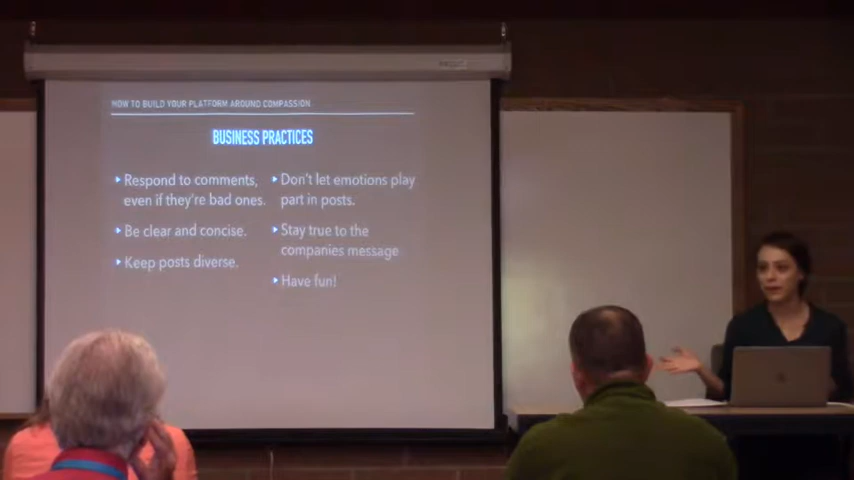 HOW TO BUILD YOUR PLATFORM AROUND COMPASSION
BUSINESS PRACTICES
Respond to comments,
even if they're bad ones.
Be clear and concise.
Keep posts diverse.
Don't let emotions play
part in posts.
Stay true to the
companies message
Have fun!